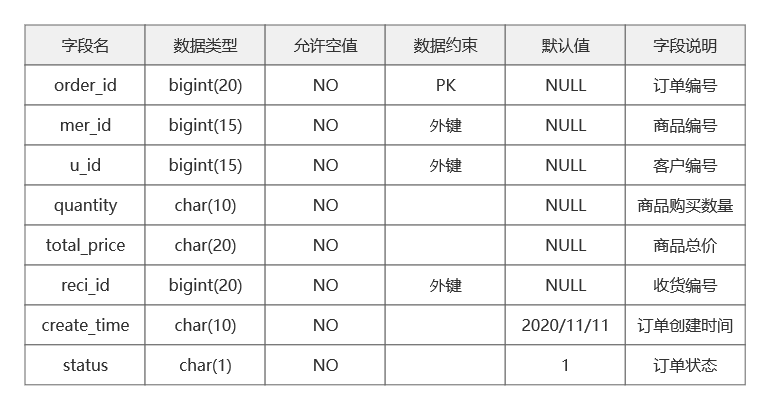 字段名 数据类型 允许空值 数据约束 默认值 字段说明
order_id bigint(20) NO PK NULL 订单编号
mer_id bigint(15) NO 外键 NULL 商品编号
u_id bigint(15) NO 外键 NULL 客户编号
quantity char(10) NO NULL 商品购买数量
total_price char(20) NO NULL 商品总价
reci_id bigint(20) NO 外键 NULL 收货编号
create_time char(10) NO 2020/11/11 订单创建时间
status char(1) NO 1 订单状态